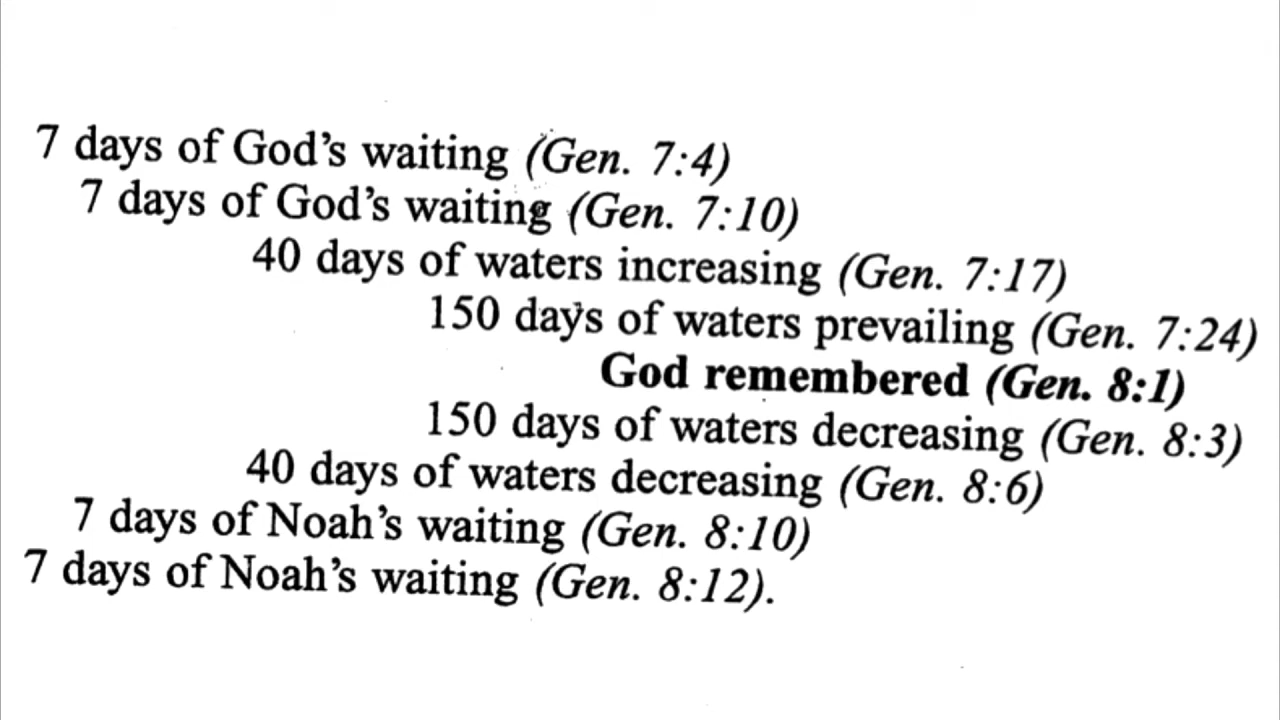 7 days of God's waiting (Gen. 7:4)
7 days of God's waiting (Gen. 7:10)
40 days of waters increasing (Gen. 7:17)
150 days of waters prevailing (Gen. 7:24)
God remembered (Gen. 8:1)
150 days of waters decreasing (Gen. 8:3)
40 days of waters decreasing (Gen. 8:6)
7 days of Noah's waiting (Gen. 8:10)
7 days of Noah's waiting (Gen. 8:12).